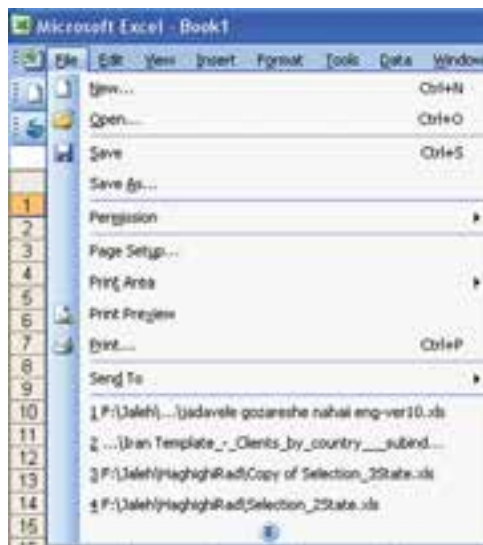 Microsoft Excel - Book1
File Edit View Insert Format Tools Data Window
New... Ctrl+N
Open... Ctrl+O
Save Ctrl+S
Save As...
Permission
Page Setup...
Print Area
Print Preview
Print... Ctrl+P
Send To
1 F:\Jaleh\...\jadavele gozareshe nahai eng-ver10.xls
2 ...\Iran Template_-_Clients_by_country___subind...
3 F:\Jaleh\HaghighiRad\Copy of Selection_3State.xls
4 F:\Jaleh\HaghighiRad\Selection_2State.xls
1
2
3
4
5
6
7
8
9
10
11
12
13
14
15